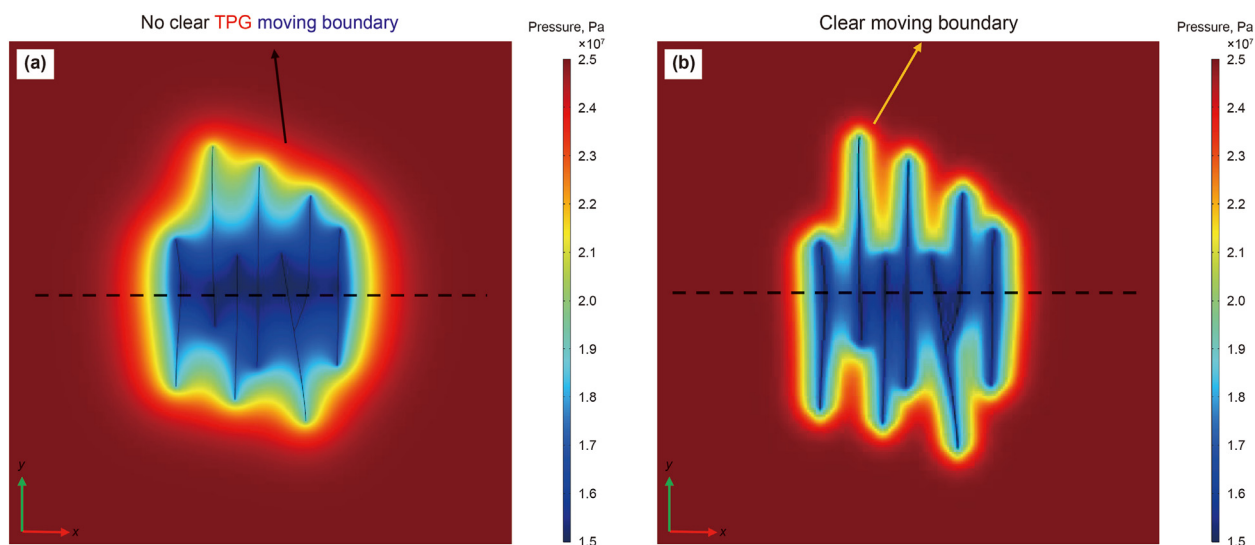 No clear TPG moving boundary
Pressure, Pa
×10⁷
(a)
2.5
2.4
2.3
2.2
2.1
2.0
1.9
1.8
1.7
1.6
1.5
y
x
Clear moving boundary
Pressure, Pa
×10⁷
(b)
2.5
2.4
2.3
2.2
2.1
2.0
1.9
1.8
1.7
1.6
1.5
y
x